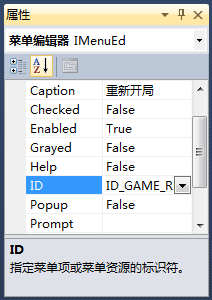 属性
菜单编辑器 IMenuEd
Caption 重新开局
Checked False
Enabled True
Grayed False
Help False
ID ID_GAME_R
Popup False
Prompt
ID
指定菜单项或菜单资源的标识符。